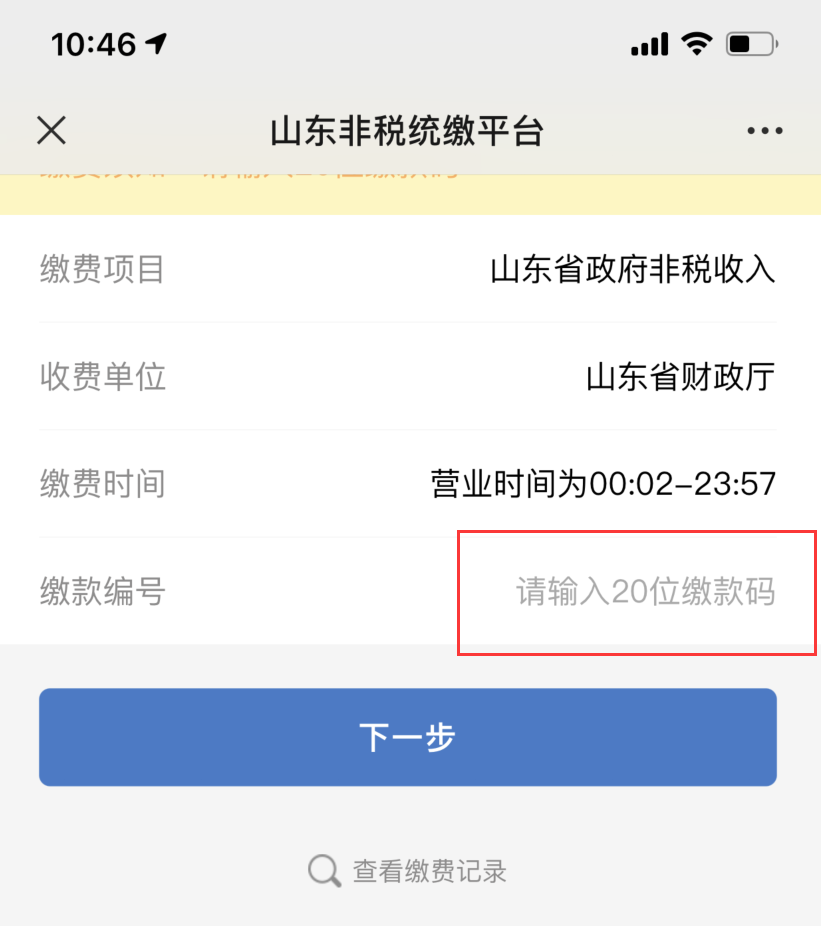 10:46
山东非税统缴平台
缴费项目 山东省政府非税收入
收费单位 山东省财政厅
缴费时间 营业时间为00:02-23:57
缴款编号 请输入20位缴款码
下一步
查看缴费记录